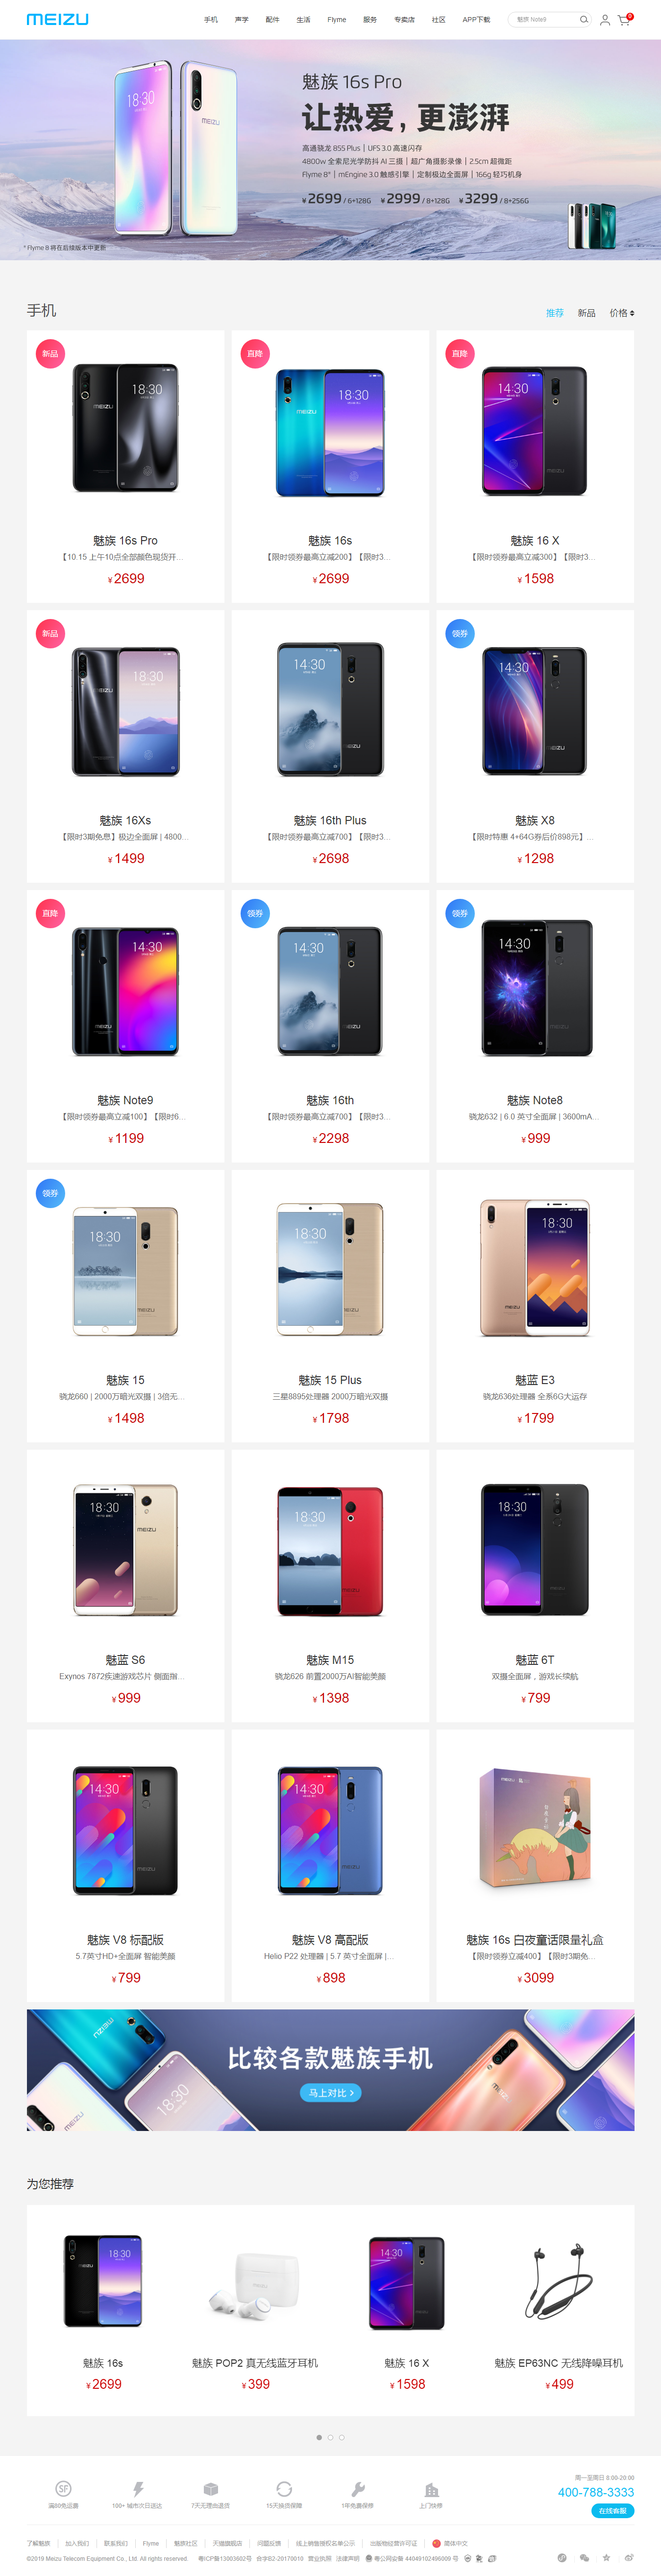 MEIZU
手机 声学 配件 生活 Flyme 服务 专卖店 社区 APP下载
魅族 Note9
0
魅族 16s Pro
让热爱，更澎湃
高通骁龙 855 Plus | UFS 3.0 高速闪存
4800w 全索尼光学防抖 AI 三摄 | 超广角摄影录像 | 2.5cm 超微距
Flyme 8* | mEngine 3.0 触感引擎 | 定制极边全面屏 | 166g 轻巧机身
¥ 2699 / 6+128G ¥ 2999 / 8+128G ¥ 3299 / 8+256G
* Flyme 8 将在后续版本中更新
手机
推荐 新品 价格
新品
直降
直降
魅族 16s Pro
【10.15 上午10点全部颜色现货开...
¥ 2699
魅族 16s
【限时领券最高立减200】【限时3...
¥ 2699
魅族 16 X
【限时领券最高立减300】【限时3...
¥ 1598
新品
领券
魅族 16Xs
【限时3期免息】极边全面屏 | 4800...
¥ 1499
魅族 16th Plus
【限时领券最高立减700】【限时3...
¥ 2698
魅族 X8
【限时特惠 4+64G券后价898元】...
¥ 1298
直降
领券
领券
魅族 Note9
【限时领券最高立减100】【限时6...
¥ 1199
魅族 16th
【限时领券最高立减700】【限时3...
¥ 2298
魅族 Note8
骁龙632 | 6.0 英寸全面屏 | 3600mA...
¥ 999
领券
魅族 15
骁龙660 | 2000万暗光双摄 | 3倍无...
¥ 1498
魅族 15 Plus
三星8895处理器 2000万暗光双摄
¥ 1798
魅蓝 E3
骁龙636处理器 全系6G大运存
¥ 1799
魅蓝 S6
Exynos 7872疾速游戏芯片 侧面指...
¥ 999
魅族 M15
骁龙626 前置2000万AI智能美颜
¥ 1398
魅蓝 6T
双摄全面屏，游戏长续航
¥ 799
魅族 V8 标配版
5.7英寸HD+全面屏 智能美颜
¥ 799
魅族 V8 高配版
Helio P22 处理器 | 5.7 英寸全面屏 |...
¥ 898
魅族 16s 白夜童话限量礼盒
【限时领券立减400】【限时3期免...
¥ 3099
比较各款魅族手机
马上对比 >
为您推荐
魅族 16s
¥ 2699
魅族 POP2 真无线蓝牙耳机
¥ 399
魅族 16 X
¥ 1598
魅族 EP63NC 无线降噪耳机
¥ 499
满80免运费
100+ 城市次日送达
7天无理由退货
15天换货保障
1年免费保修
上门快修
周一至周日 8:00-20:00
400-788-3333
在线客服
了解魅族 | 加入我们 | 联系我们 | Flyme | 魅族社区 | 天猫旗舰店 | 问题反馈 | 线上销售授权名单公示 | 出版物经营许可证 | 简体中文
©2019 Meizu Telecom Equipment Co., Ltd. All rights reserved. 粤ICP备13003602号 合字B2-20170010 营业执照 法律声明 粤公网安备 44049102496009 号